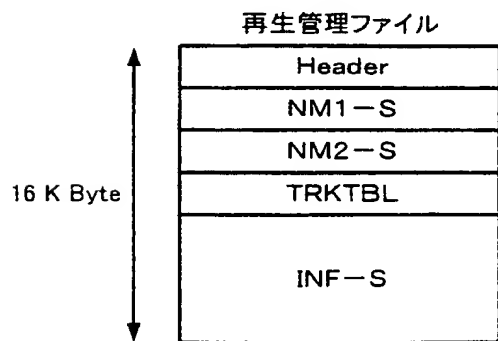 再生管理ファイル
Header
NM1-S
NM2-S
TRKTBL
16 K Byte
INF-S